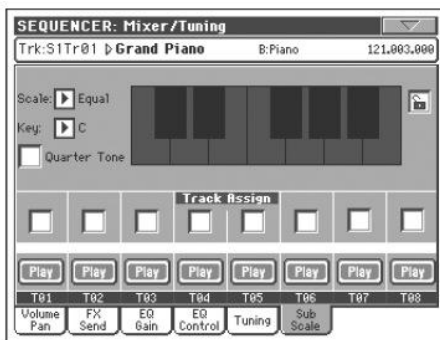 SEQUENCER: Mixer/Tuning
Trk:S1Tr01 Grand Piano B:Piano 121.003.000
Scale: Equal
Key: C
Quarter Tone
Track Assign
Play Play Play Play Play Play Play Play
T01 T02 T03 T04 T05 T06 T07 T08
Volume Pan FX Send EQ Gain EQ Control Tuning Sub Scale